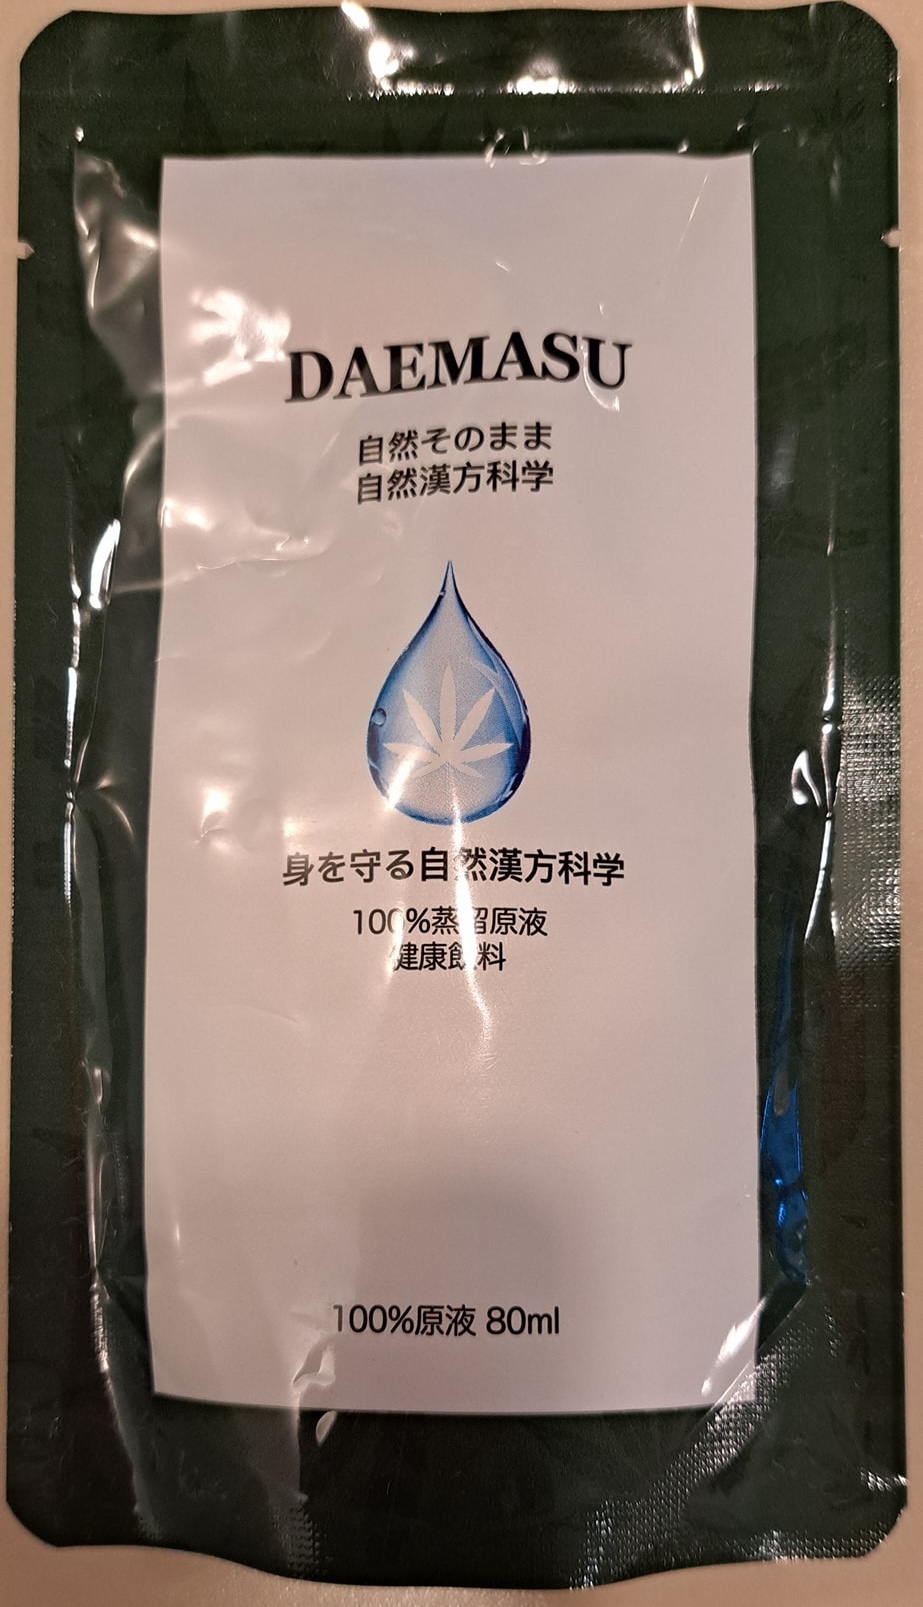 DAEMASU
自然そのまま
自然漢方科学
身を守る自然漢方科学
100%蒸留原液
健康飲料
100%原液 80ml